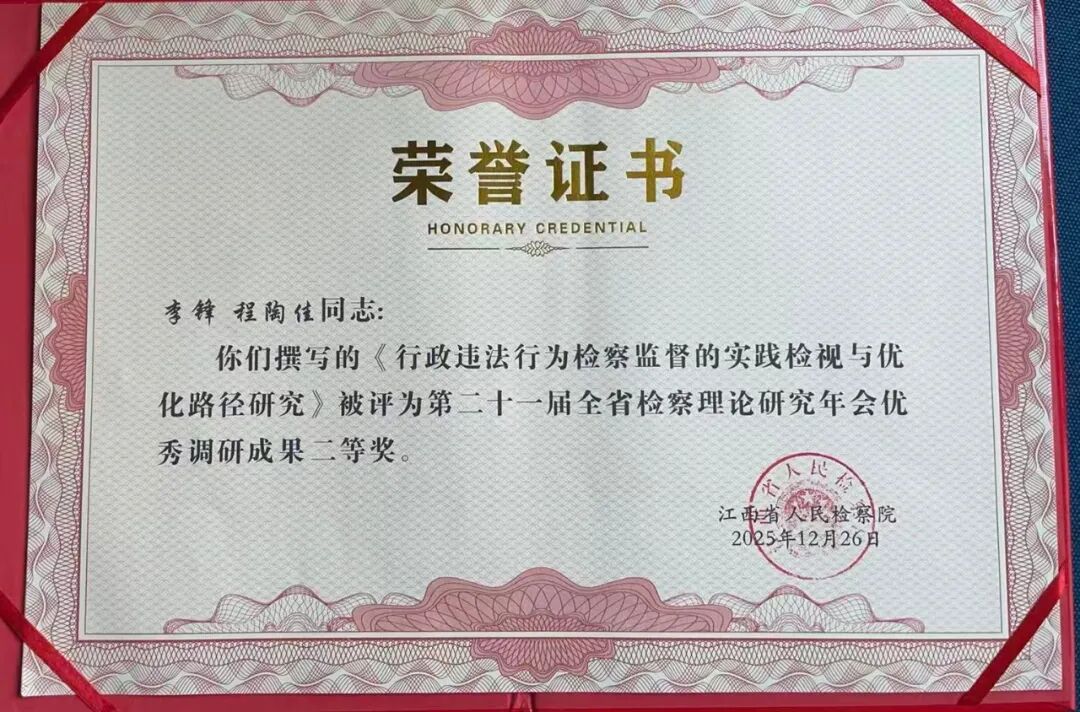 荣誉证书
HONORARY CREDENTIAL
李锋 程陶佳同志:
你们撰写的《行政违法行为检察监督的实践检视与优
化路径研究》被评为第二十一届全省检察理论研究年会优
秀调研成果二等奖。
省人民检
江西省人民检察院
2025年12月26日